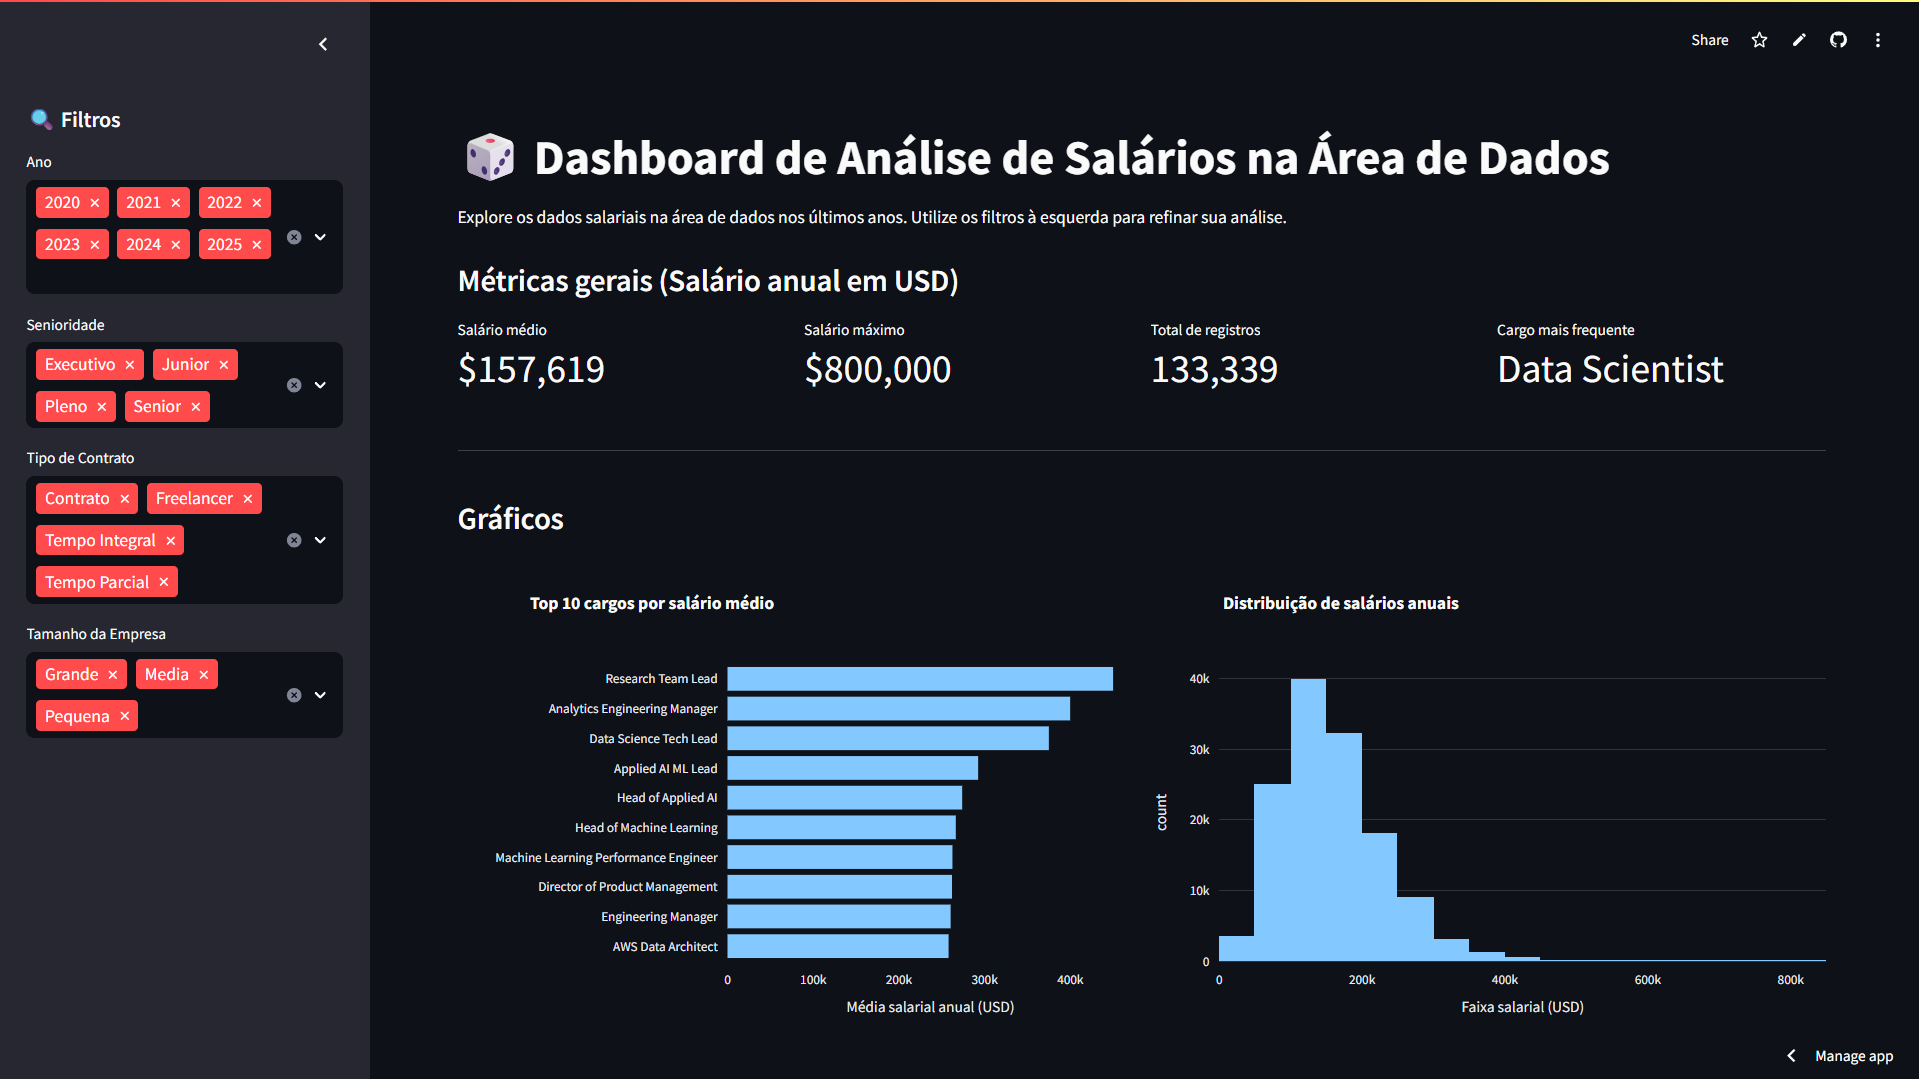 Share
Filtros
Ano
2020 2021 2022
2023 2024 2025
Senioridade
Executivo Junior
Pleno Senior
Tipo de Contrato
Contrato Freelancer
Tempo Integral
Tempo Parcial
Tamanho da Empresa
Grande Media
Pequena
Dashboard de Análise de Salários na Área de Dados
Explore os dados salariais na área de dados nos últimos anos. Utilize os filtros à esquerda para refinar sua análise.
Métricas gerais (Salário anual em USD)
Salário médio
$157,619
Salário máximo
$800,000
Total de registros
133,339
Cargo mais frequente
Data Scientist
Gráficos
Top 10 cargos por salário médio
Research Team Lead
Analytics Engineering Manager
Data Science Tech Lead
Applied AI ML Lead
Head of Applied AI
Head of Machine Learning
Machine Learning Performance Engineer
Director of Product Management
Engineering Manager
AWS Data Architect
0 100k 200k 300k 400k
Média salarial anual (USD)
Distribuição de salários anuais
40k
30k
20k
10k
0
count
0 200k 400k 600k 800k
Faixa salarial (USD)
Manage app